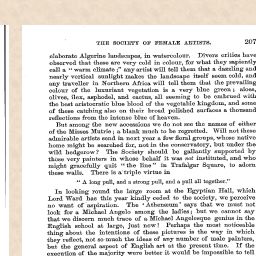 THE SOCIETY OF FEMALE ARTISTS. 207
elaborate Algerine landscapes, in watercolour. Divers critics have
observed that these are very cold in colour, for what they sapiently
call a "warm climate;" any artist will tell them that a dazzling and
nearly vertical sunlight makes the landscape itself seem cold, and
any traveller in Northern Africa will tell them that the prevailing
colour of the luxuriant vegetation is a very blue green; aloes,
olives, ilex, asphodel, and cactus, all seeming to be endued with
the best aristocratic blue blood of the vegetable kingdom, and some
of these catching also on their broad polished surfaces a thousand
reflections from the intense blue of heaven.
But among the new accessions we do not see the names of either
of the Misses Mutrie; a blank much to be regretted. Will not these
admirable artists send in next year a few floral groups, whose native
home might be searched for, not in the conservatory, but under the
wild hedgerow? The Society should be gallantly supported by
those very painters in whose behalf it was not instituted, and who
might gracefully quit "the line" in Trafalgar Square, to adorn
these walls. There is a triple virtue in
"A long pull, and a strong pull, and a pull all together."
In looking round the large room at the Egyptian Hall, which
Lord Ward has this year kindly ceded to the society, we perceive
no want of aspiration. The "Athenæum" says that we must not
look for a Michael Angelo among the ladies; but we cannot say
that we discern much trace of a Michael Angelesque genius in the
English school at large, just now! Perhaps the most noticeable
thing about the intentions of these pictures is the way in which
they reflect, not so much the ideas of any number of male painters,
but the general aspect of English art at the present time. If the
execution of the majority were better it would be impossible to tell